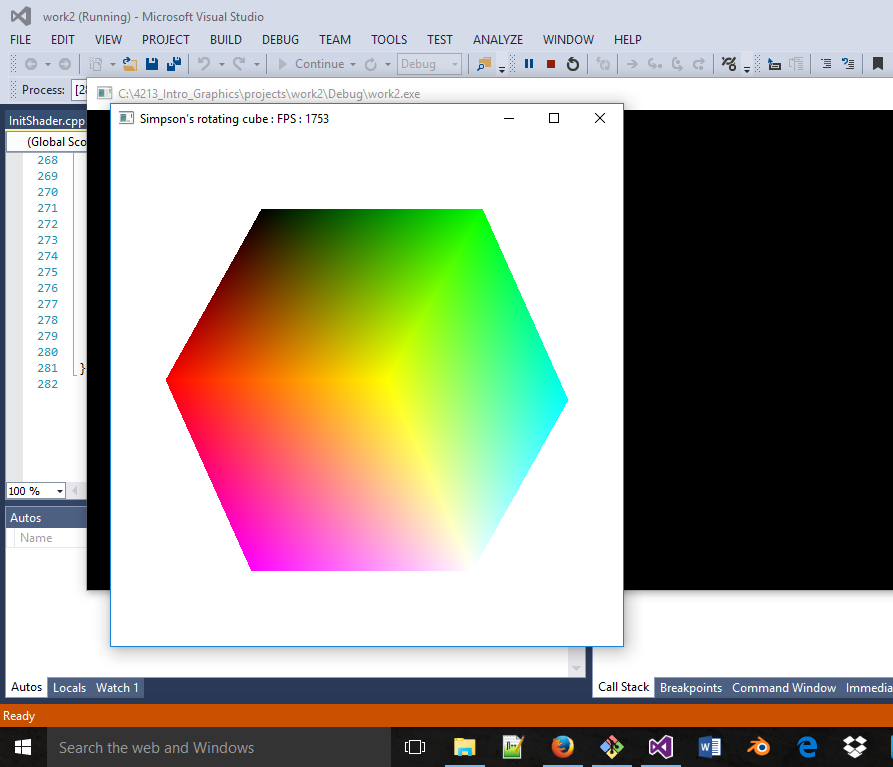 work2 (Running) - Microsoft Visual Studio
FILE EDIT VIEW PROJECT BUILD DEBUG TEAM TOOLS TEST ANALYZE WINDOW HELP
Continue Debug
Process: [2
C:\4213_Intro_Graphics\projects\work2\Debug\work2.exe
InitShader.cpp
Simpson's rotating cube : FPS : 1753
(Global Sco
268
269
270
271
272
273
274
275
276
277
278
279
280
281 }
282
100 %
Autos
Name
Autos Locals Watch 1
Call Stack Breakpoints Command Window Immedia
Ready
Search the web and Windows